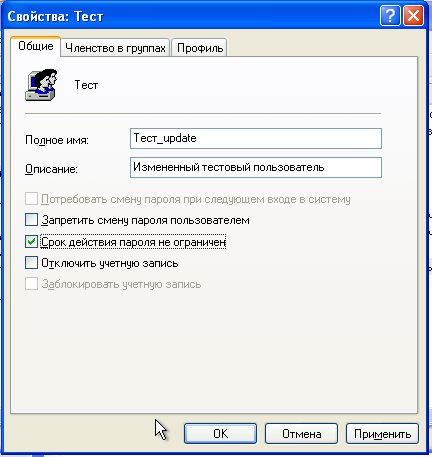 Свойства: Тест
Общие
Членство в группах
Профиль
Тест
Полное имя:
Тест_update
Описание:
Измененный тестовый пользователь
Потребовать смену пароля при следующем входе в систему
Запретить смену пароля пользователем
Срок действия пароля не ограничен
Отключить учетную запись
Заблокировать учетную запись
OK
Отмена
Применить